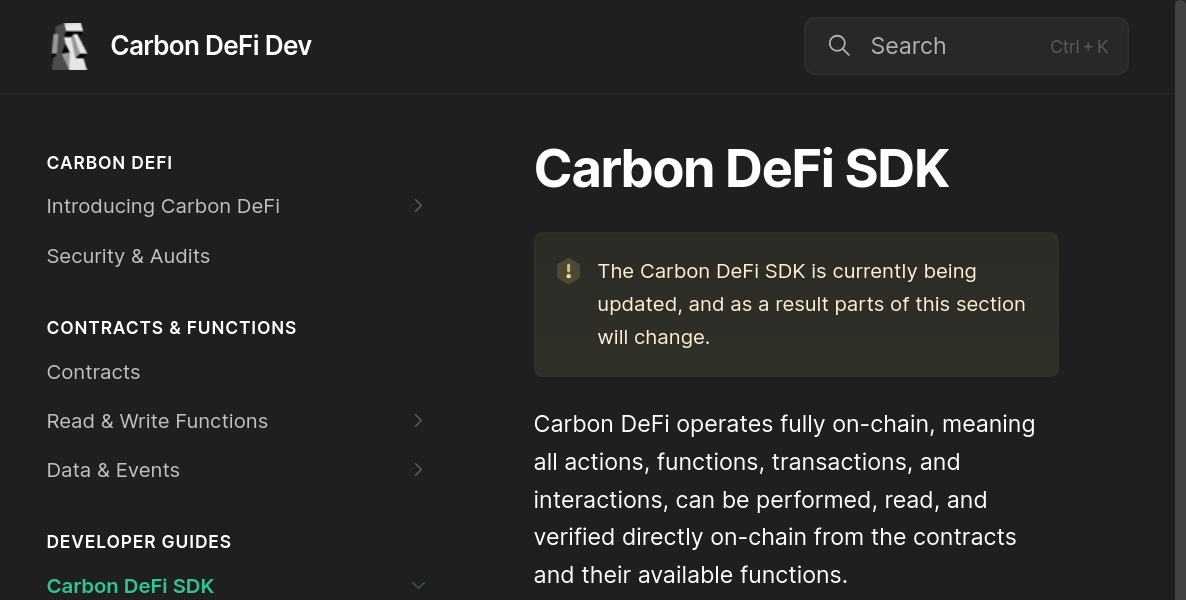 Carbon DeFi Dev
Search
Ctrl + K
CARBON DEFI
Introducing Carbon DeFi
Security & Audits
CONTRACTS & FUNCTIONS
Contracts
Read & Write Functions
Data & Events
DEVELOPER GUIDES
Carbon DeFi SDK
Carbon DeFi SDK
The Carbon DeFi SDK is currently being
updated, and as a result parts of this section
will change.
Carbon DeFi operates fully on-chain, meaning
all actions, functions, transactions, and
interactions, can be performed, read, and
verified directly on-chain from the contracts
and their available functions.